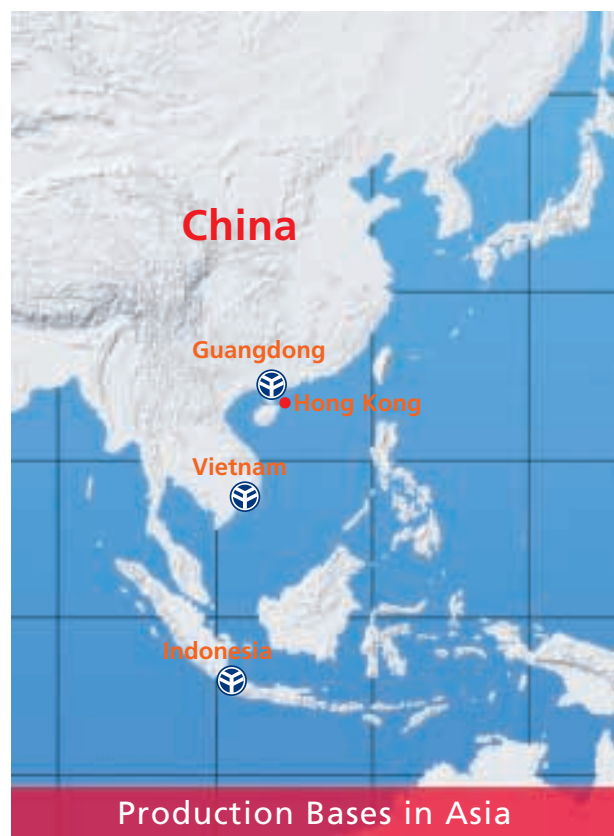 China
Guangdong
Hong Kong
Vietnam
Indonesia
Production Bases in Asia